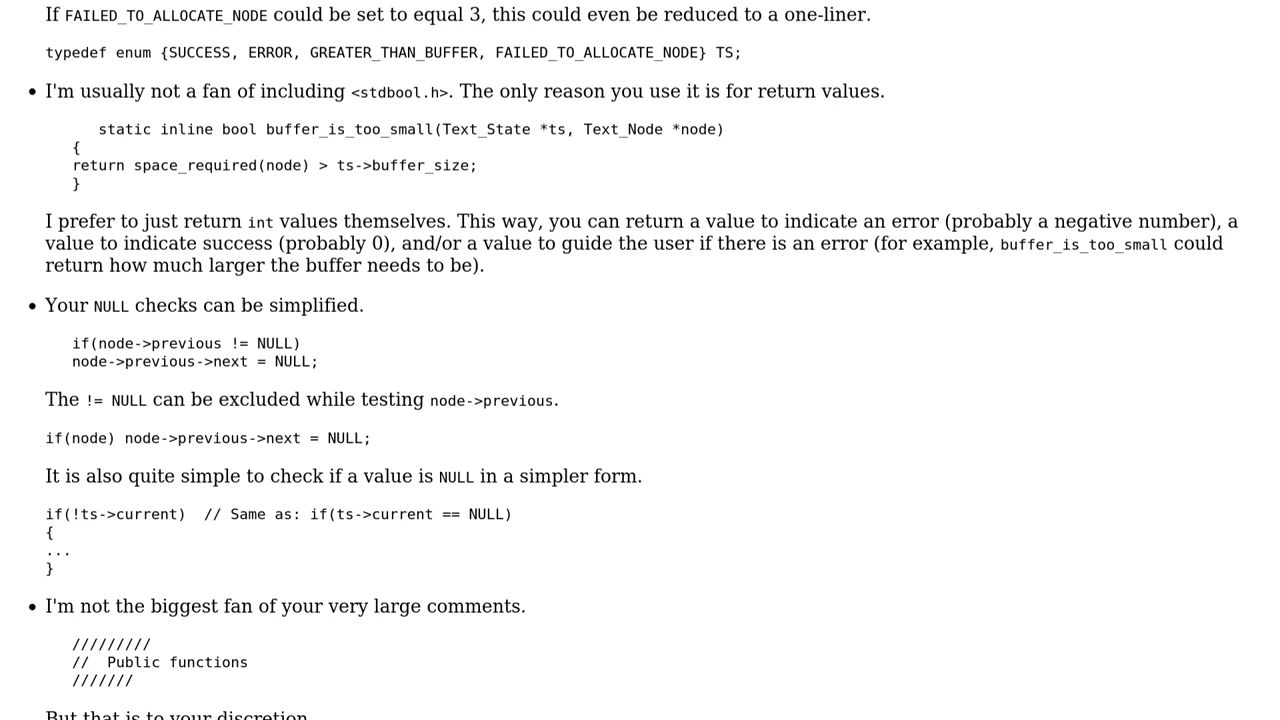 If FAILED_TO_ALLOCATE_NODE could be set to equal 3, this could even be reduced to a one-liner.
typedef enum {SUCCESS, ERROR, GREATER_THAN_BUFFER, FAILED_TO_ALLOCATE_NODE} TS;
• I'm usually not a fan of including <stdbool.h>. The only reason you use it is for return values.
static inline bool buffer_is_too_small(Text_State *ts, Text_Node *node)
{
return space_required(node) > ts->buffer_size;
}
I prefer to just return int values themselves. This way, you can return a value to indicate an error (probably a negative number), a
value to indicate success (probably 0), and/or a value to guide the user if there is an error (for example, buffer_is_too_small could
return how much larger the buffer needs to be).
• Your NULL checks can be simplified.
if(node->previous != NULL)
node->previous->next = NULL;
The != NULL can be excluded while testing node->previous.
if(node) node->previous->next = NULL;
It is also quite simple to check if a value is NULL in a simpler form.
if(!ts->current)  // Same as: if(ts->current == NULL)
{
...
}
• I'm not the biggest fan of your very large comments.
/////////
//  Public functions
///////
But that is to your discretion.